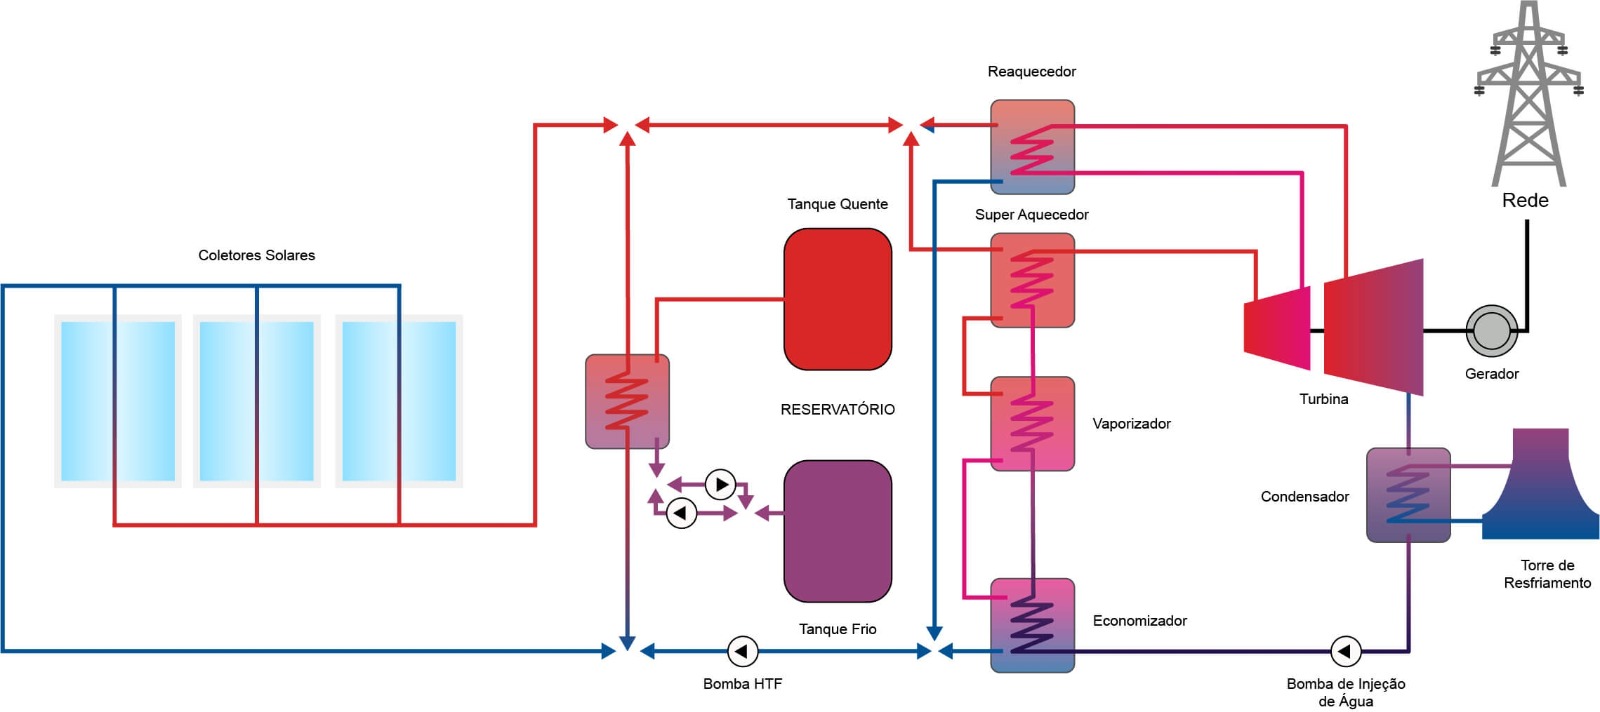 Reaquecedor
Rede
Tanque Quente
Super Aquecedor
Coletores Solares
Gerador
Turbina
RESERVATÓRIO
Vaporizador
Condensador
Torre de
Resfriamento
Tanque Frio
Economizador
Bomba HTF
Bomba de Injeção
de Água